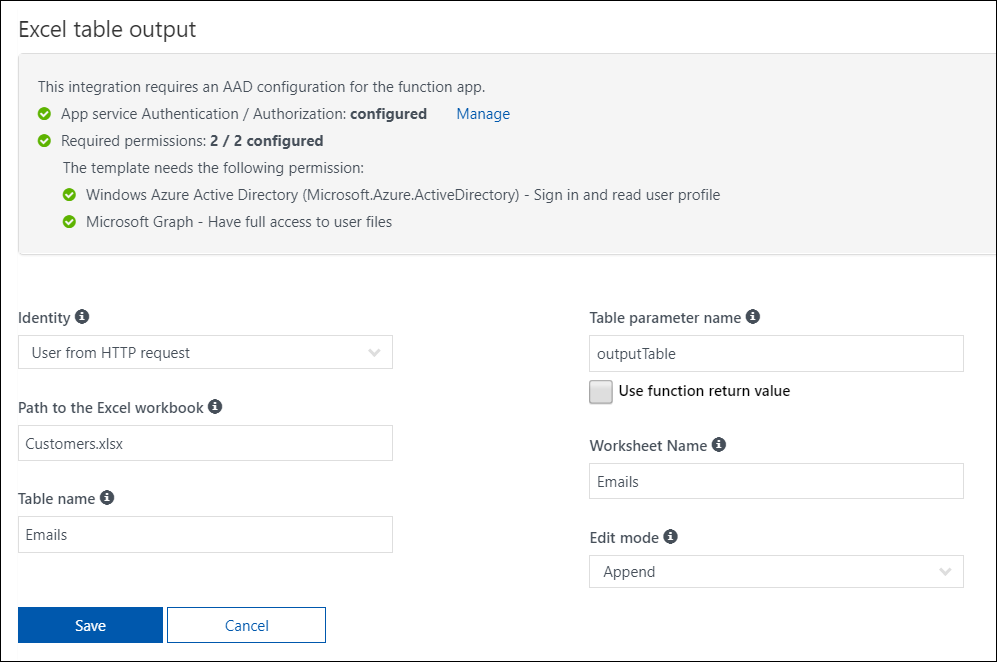 Excel table output
This integration requires an AAD configuration for the function app.
App service Authentication / Authorization: configured Manage
Required permissions: 2 / 2 configured
The template needs the following permission:
Windows Azure Active Directory (Microsoft.Azure.ActiveDirectory) - Sign in and read user profile
Microsoft Graph - Have full access to user files
Identity
User from HTTP request
Path to the Excel workbook
Customers.xlsx
Table name
Emails
Table parameter name
outputTable
Use function return value
Worksheet Name
Emails
Edit mode
Append
Save Cancel